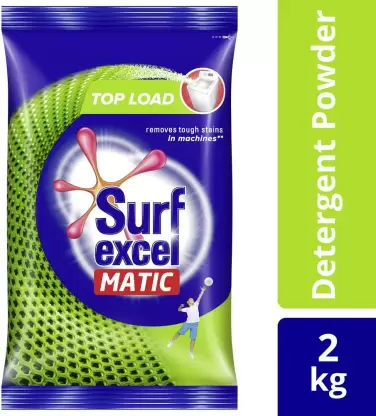 TOP LOAD
removes tough stains
in machines**
Surf
excel
MATIC
Detergent Powder
2
kg